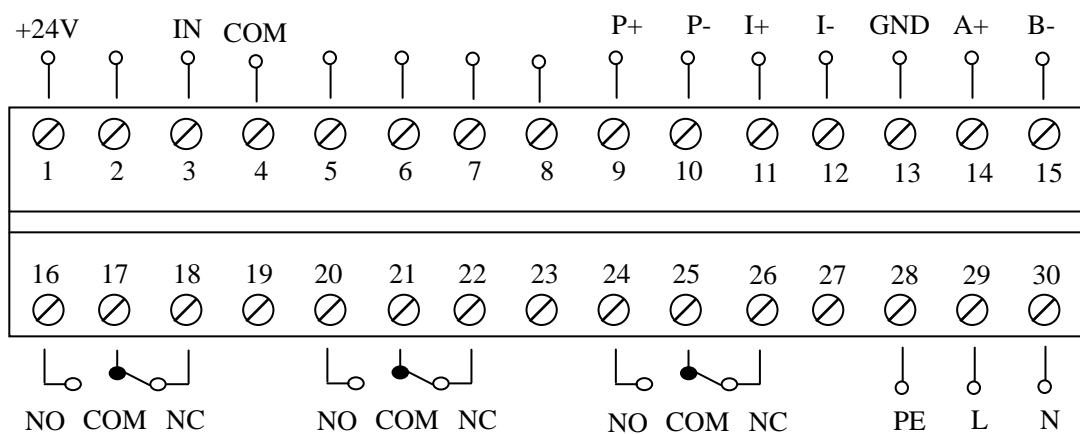 +24V IN COM P+ P- I+ I- GND A+ B-
1 2 3 4 5 6 7 8 9 10 11 12 13 14 15
16 17 18 19 20 21 22 23 24 25 26 27 28 29 30
NO COM NC NO COM NC NO COM NC PE L N